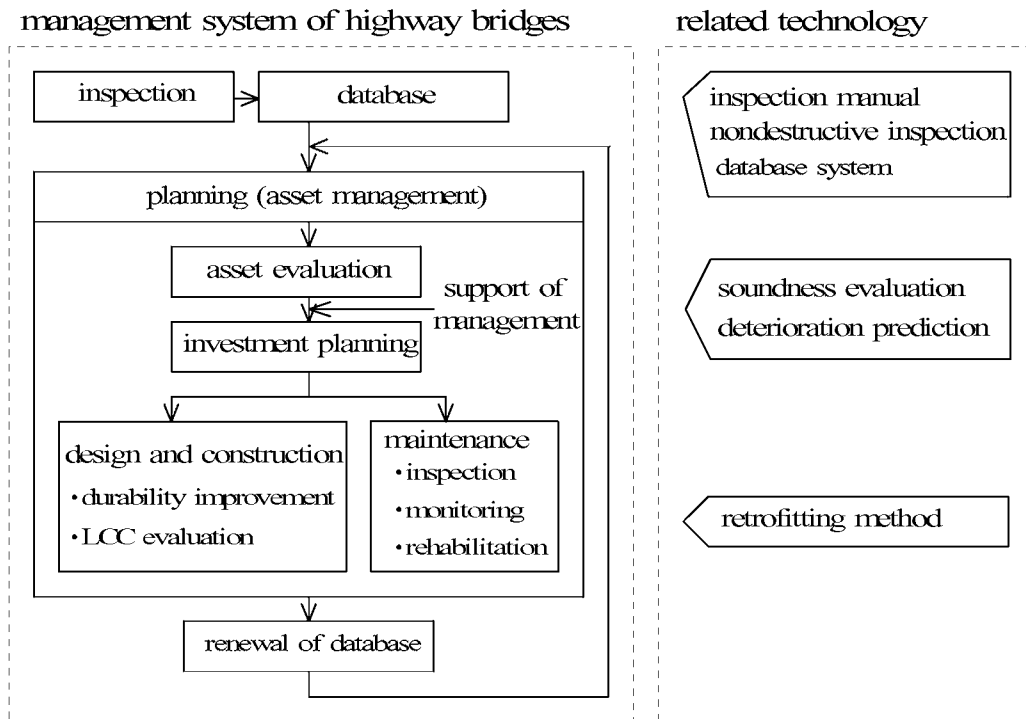 management system of highway bridges
inspection
database
planning (asset management)
asset evaluation
support of
management
investment planning
design and construction
・durability improvement
・LCC evaluation
maintenance
・inspection
・monitoring
・rehabilitation
renewal of database
related technology
inspection manual
nondestructive inspection
database system
soundness evaluation
deterioration prediction
retrofitting method